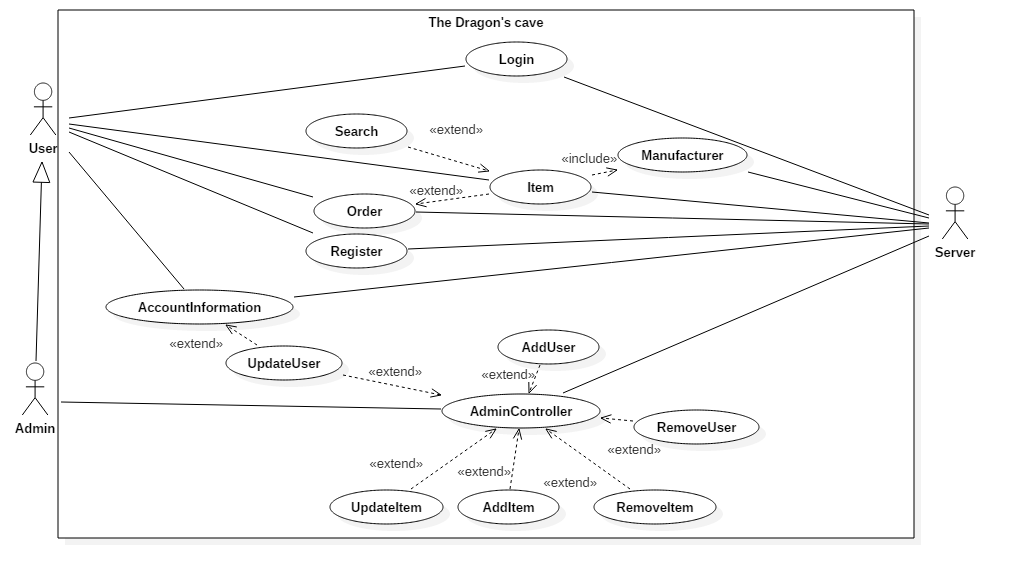 The Dragon's cave
Login
User
Search
«extend»
«include»
Manufacturer
Item
«extend»
Order
Register
Server
AccountInformation
«extend»
UpdateUser
«extend»
AddUser
«extend»
AdminController
Admin
RemoveUser
«extend»
«extend»
«extend»
«extend»
UpdateItem
AddItem
RemoveItem